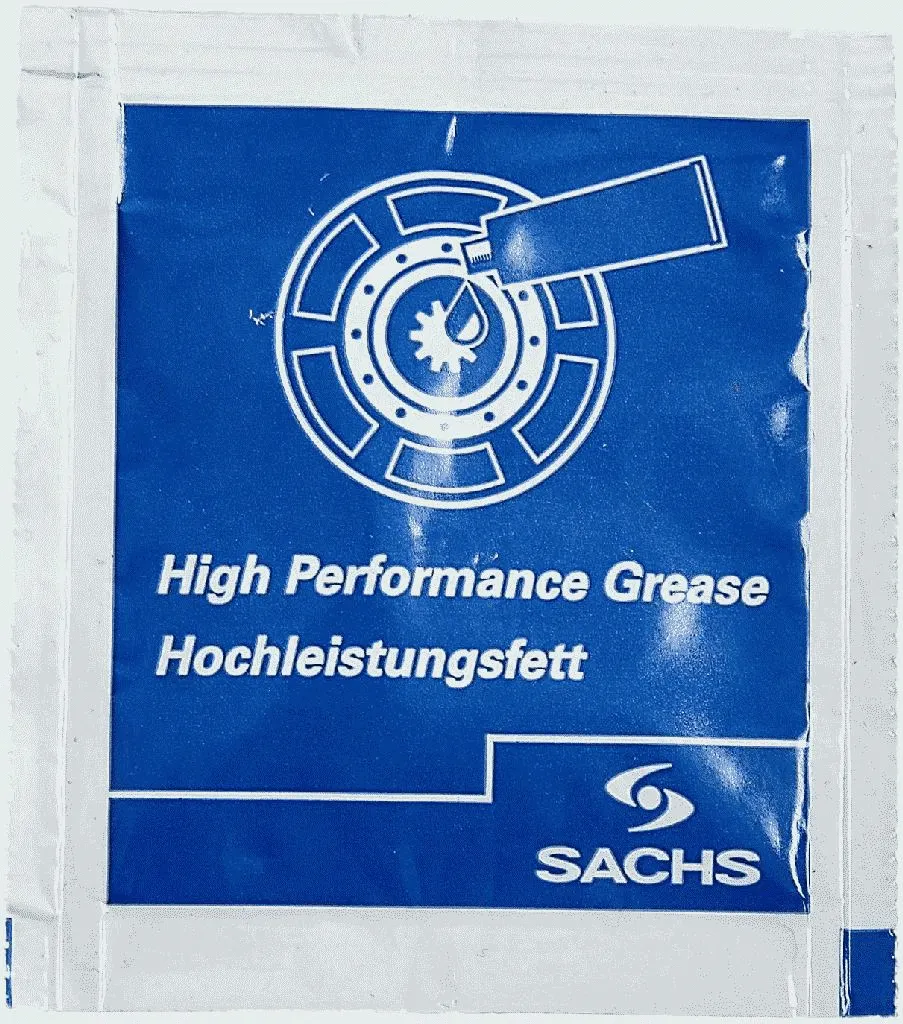 High Performance Grease
Hochleistungsfett
SACHS